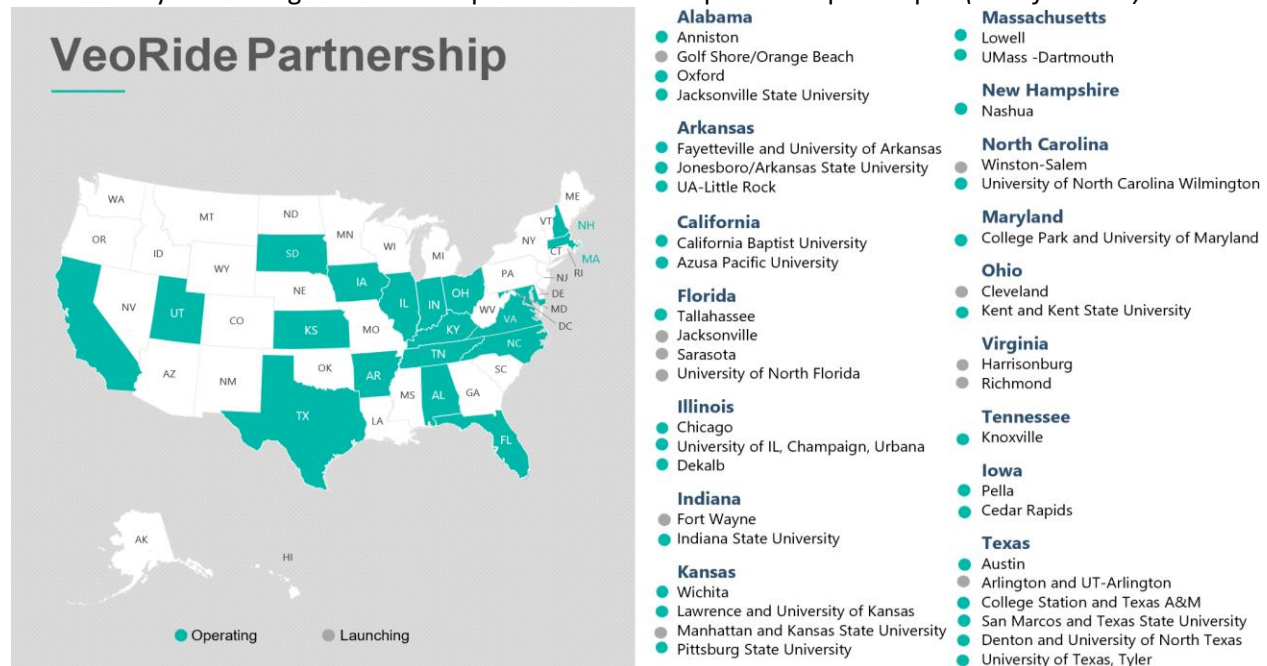 VeoRide Partnership
WA
MT
ND
MN
ME
VT
NH
OR
ID
SD
WI
MI
NY
MA
CT
RI
WY
IA
PA
NJ
NE
IL
IN
OH
DE
NV
UT
CO
WV
MD
VA
DC
KS
MO
KY
NC
TN
AZ
NM
OK
AR
SC
MS
AL
GA
TX
LA
FL
AK
HI
Operating
Launching
Alabama
Anniston
Golf Shore/Orange Beach
Oxford
Jacksonville State University
Arkansas
Fayetteville and University of Arkansas
Jonesboro/Arkansas State University
UA-Little Rock
California
California Baptist University
Azusa Pacific University
Florida
Tallahassee
Jacksonville
Sarasota
University of North Florida
Illinois
Chicago
University of IL, Champaign, Urbana
Dekalb
Indiana
Fort Wayne
Indiana State University
Kansas
Wichita
Lawrence and University of Kansas
Manhattan and Kansas State University
Pittsburg State University
Massachusetts
Lowell
UMass -Dartmouth
New Hampshire
Nashua
North Carolina
Winston-Salem
University of North Carolina Wilmington
Maryland
College Park and University of Maryland
Ohio
Cleveland
Kent and Kent State University
Virginia
Harrisonburg
Richmond
Tennessee
Knoxville
Iowa
Pella
Cedar Rapids
Texas
Austin
Arlington and UT-Arlington
College Station and Texas A&M
San Marcos and Texas State University
Denton and University of North Texas
University of Texas, Tyler